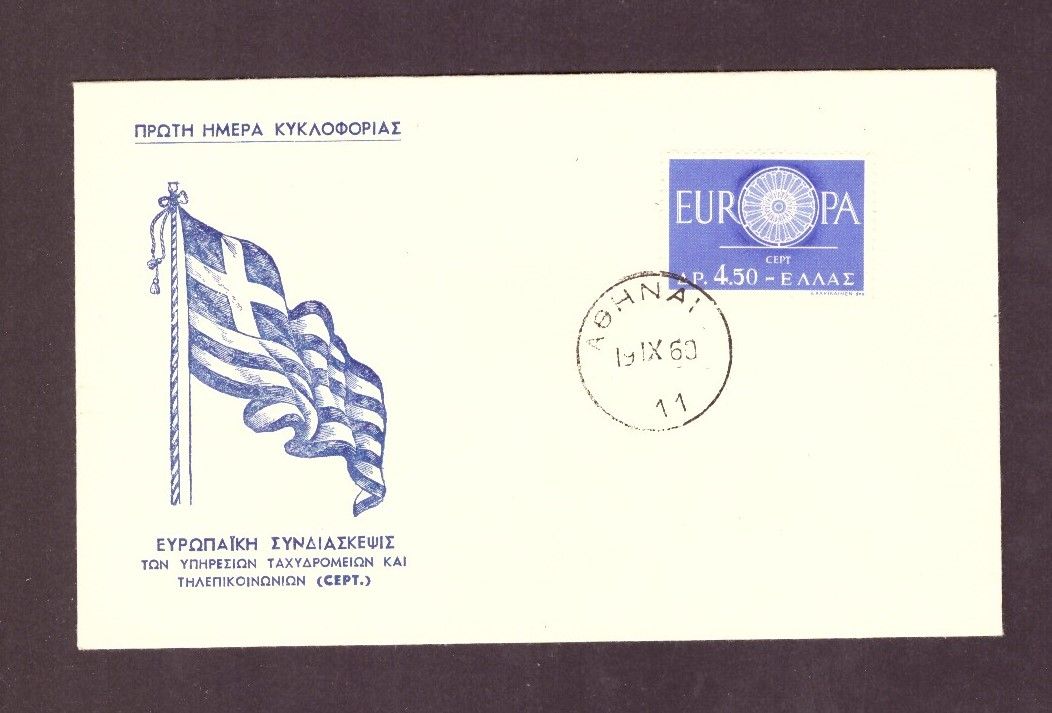 ΠΡΩΤΗ ΗΜΕΡΑ ΚΥΚΛΟΦΟΡΙΑΣ
EUROPA
CEPT
ΔΡ. 4.50 - ΕΛΛΑΣ
ΑΘΗΝΑΙ
19 IX 60
11
ΕΥΡΩΠΑΪΚΗ ΣΥΝΔΙΑΣΚΕΨΙΣ
ΤΩΝ ΥΠΗΡΕΣΙΩΝ ΤΑΧΥΔΡΟΜΕΙΩΝ ΚΑΙ
ΤΗΛΕΠΙΚΟΙΝΩΝΙΩΝ (CEPT.)